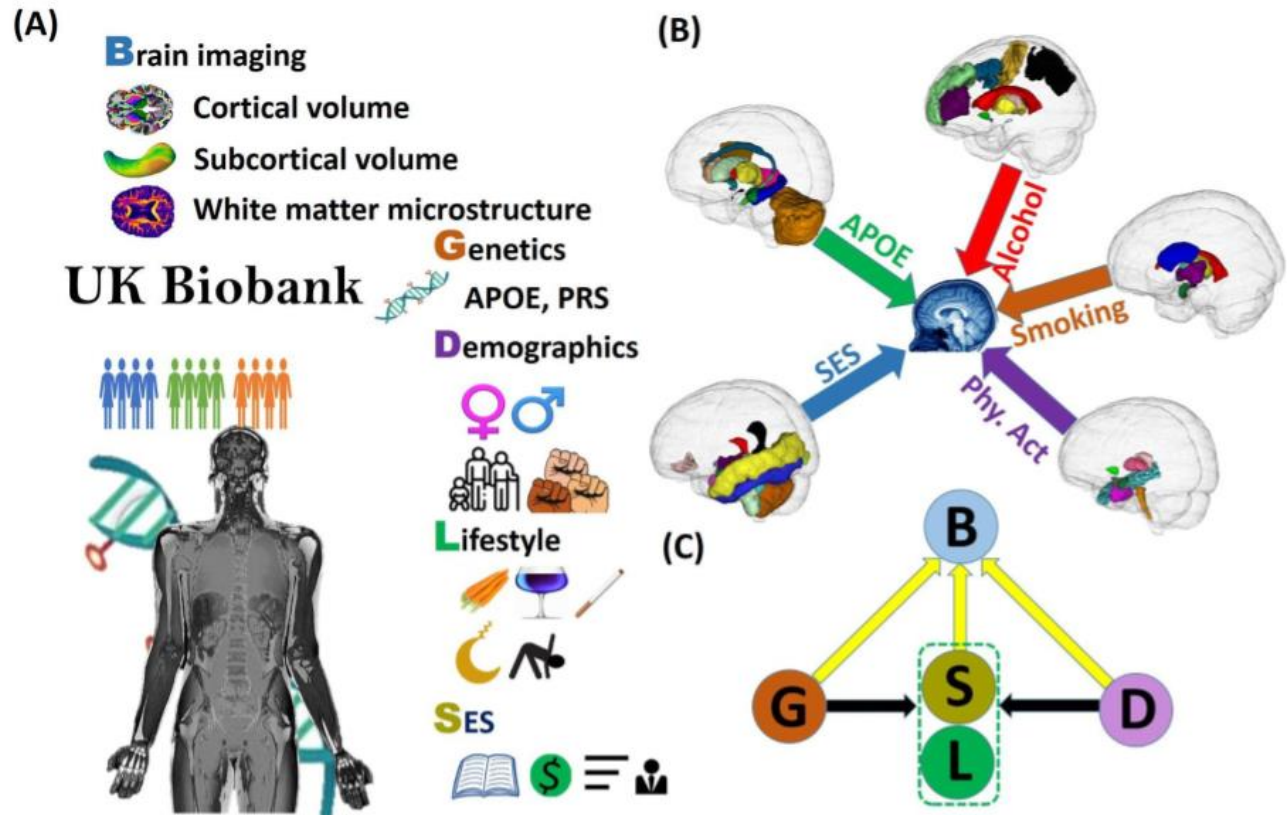 (A)
Brain imaging
Cortical volume
Subcortical volume
White matter microstructure
UK Biobank
Genetics
APOE, PRS
Demographics
Lifestyle
SES
$
(B)
APOE
Alcohol
Smoking
SES
Phy. Act
(C)
B
G
S
D
L